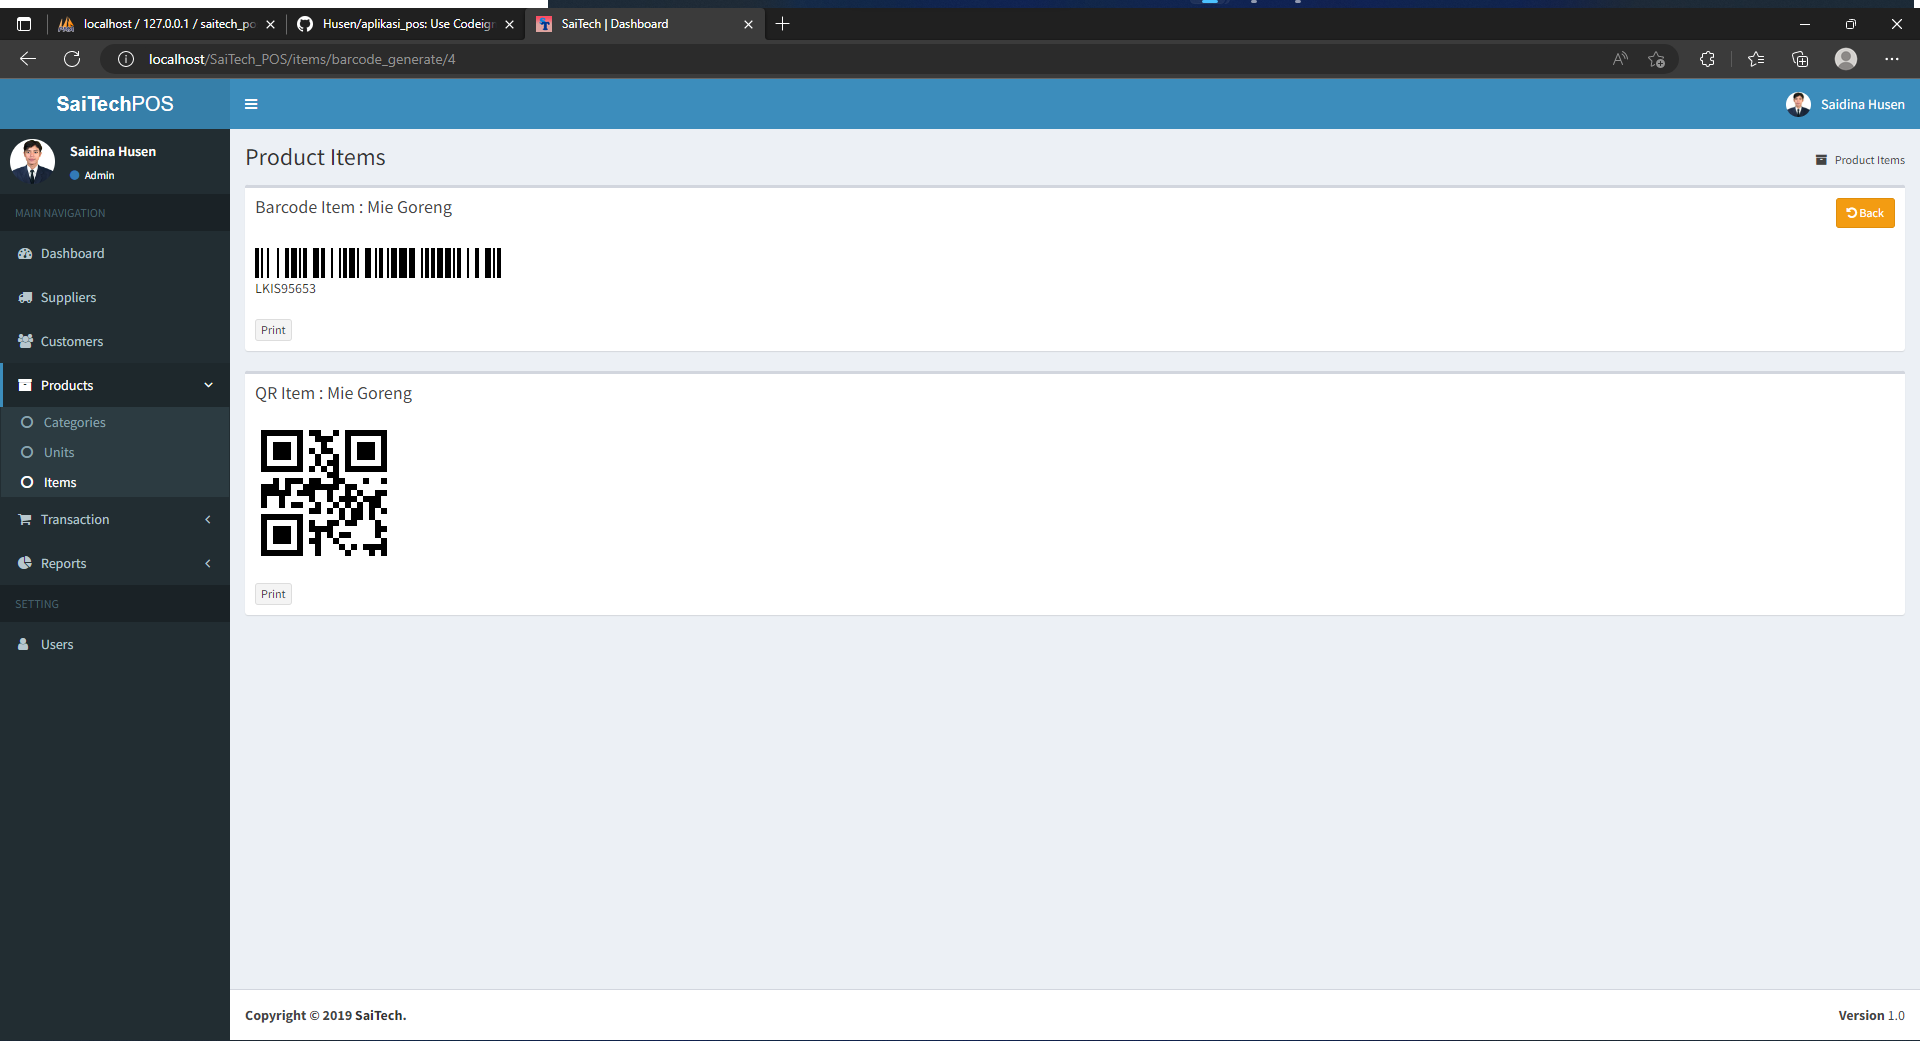 localhost / 127.0.0.1 / saitech_po
Husen/aplikasi_pos: Use Codeign
SaiTech | Dashboard
localhost/SaiTech_POS/items/barcode_generate/4
SaiTechPOS
Saidina Husen
Saidina Husen
Admin
MAIN NAVIGATION
Dashboard
Suppliers
Customers
Products
Categories
Units
Items
Transaction
Reports
SETTING
Users
Product Items
Product Items
Barcode Item : Mie Goreng
Back
LKIS95653
Print
QR Item : Mie Goreng
Print
Copyright © 2019 SaiTech.
Version 1.0